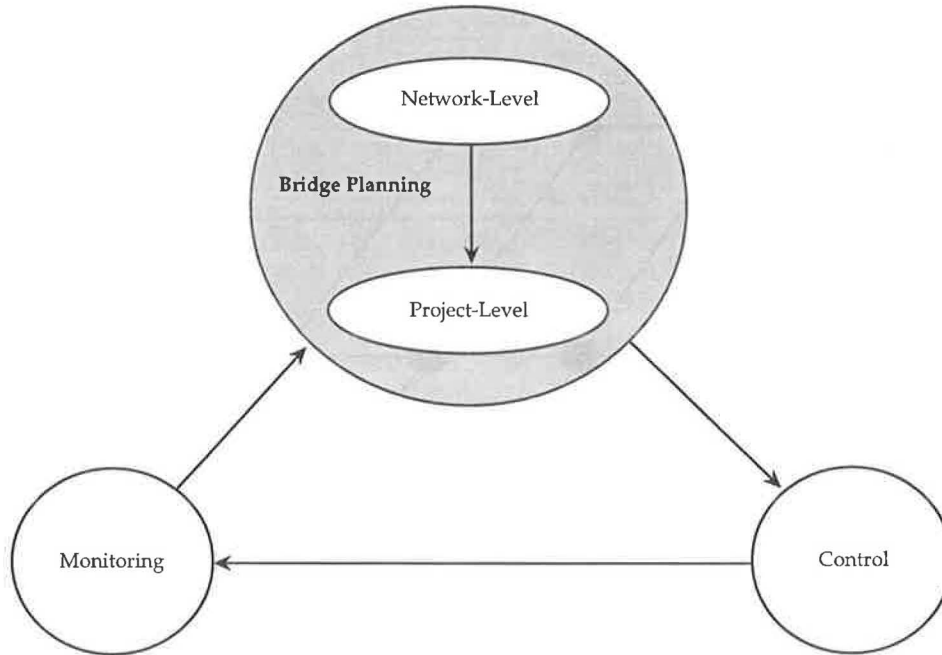 Network-Level
Bridge Planning
Project-Level
Monitoring
Control